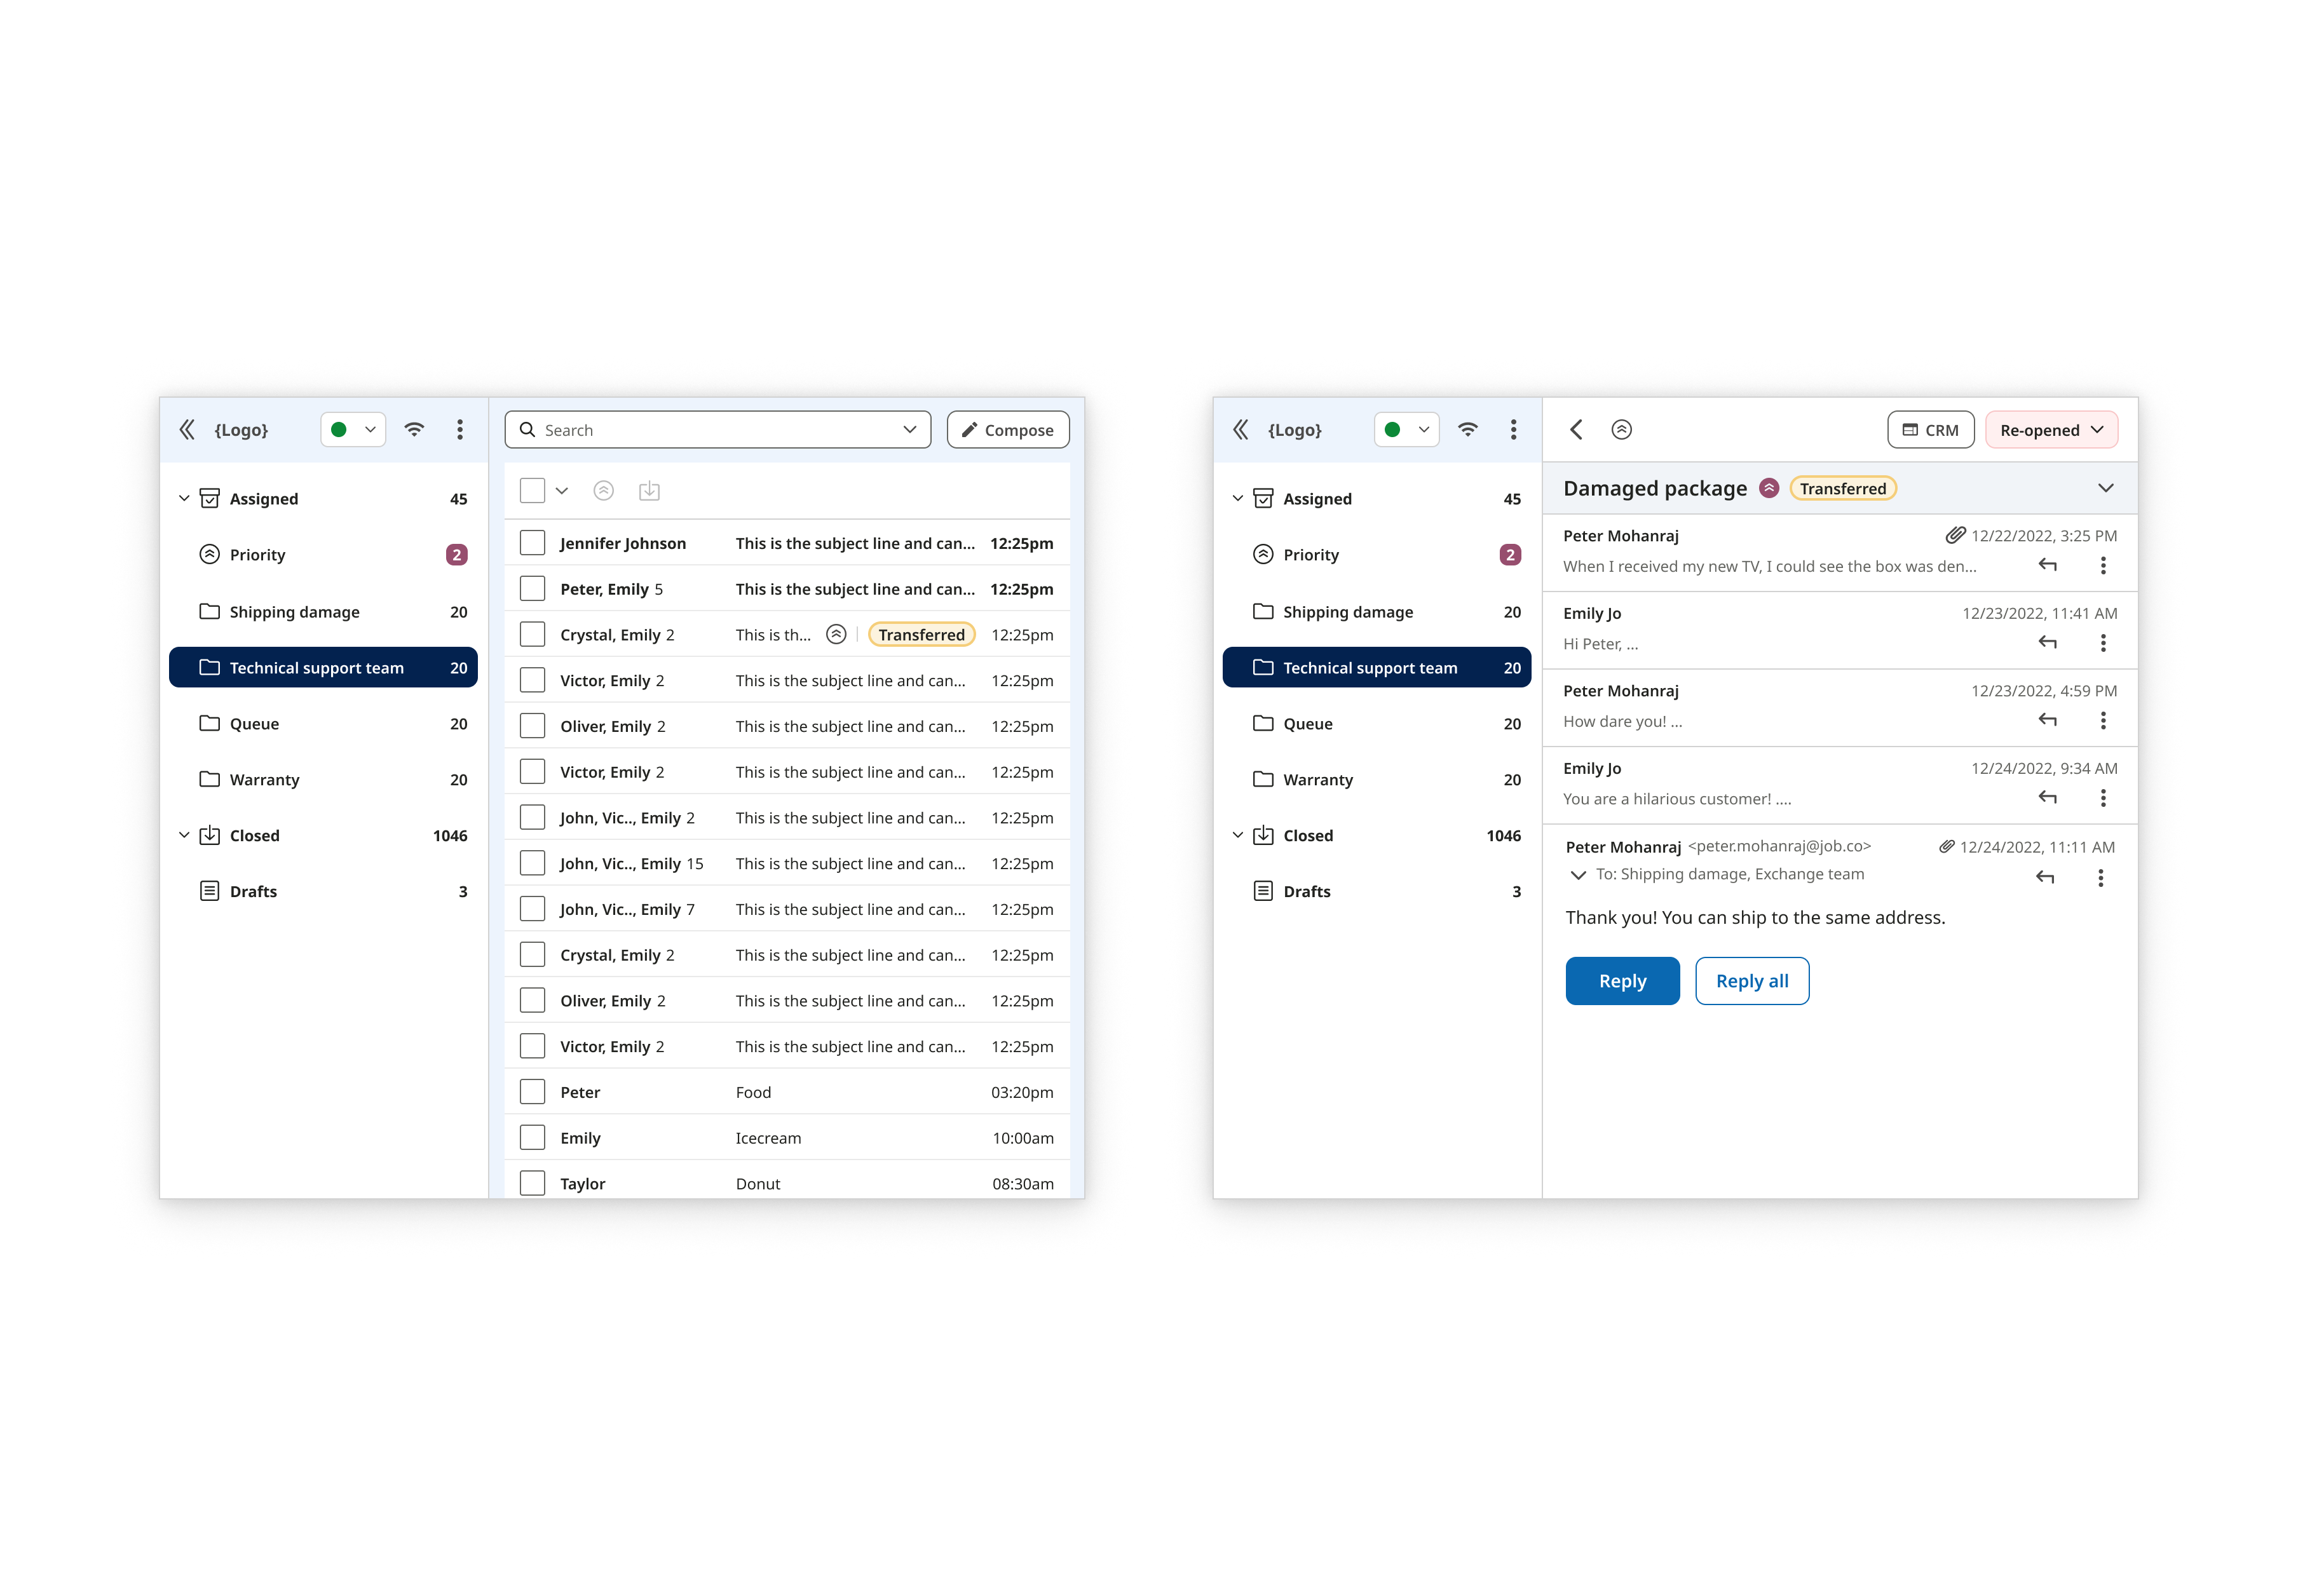 {Logo}
Search
Compose
Assigned 45
Priority 2
Shipping damage 20
Technical support team 20
Queue 20
Warranty 20
Closed 1046
Drafts 3
Jennifer Johnson This is the subject line and can... 12:25pm
Peter, Emily 5 This is the subject line and can... 12:25pm
Crystal, Emily 2 This is th... Transferred 12:25pm
Victor, Emily 2 This is the subject line and can... 12:25pm
Oliver, Emily 2 This is the subject line and can... 12:25pm
Victor, Emily 2 This is the subject line and can... 12:25pm
John, Vic.., Emily 2 This is the subject line and can... 12:25pm
John, Vic.., Emily 15 This is the subject line and can... 12:25pm
John, Vic.., Emily 7 This is the subject line and can... 12:25pm
Crystal, Emily 2 This is the subject line and can... 12:25pm
Oliver, Emily 2 This is the subject line and can... 12:25pm
Victor, Emily 2 This is the subject line and can... 12:25pm
Peter Food 03:20pm
Emily Icecream 10:00am
Taylor Donut 08:30am
{Logo}
CRM
Re-opened
Assigned 45
Priority 2
Shipping damage 20
Technical support team 20
Queue 20
Warranty 20
Closed 1046
Drafts 3
Damaged package Transferred
Peter Mohanraj 12/22/2022, 3:25 PM
When I received my new TV, I could see the box was den...
Emily Jo 12/23/2022, 11:41 AM
Hi Peter, ...
Peter Mohanraj 12/23/2022, 4:59 PM
How dare you! ...
Emily Jo 12/24/2022, 9:34 AM
You are a hilarious customer! ....
Peter Mohanraj <peter.mohanraj@job.co> 12/24/2022, 11:11 AM
To: Shipping damage, Exchange team
Thank you! You can ship to the same address.
Reply
Reply all